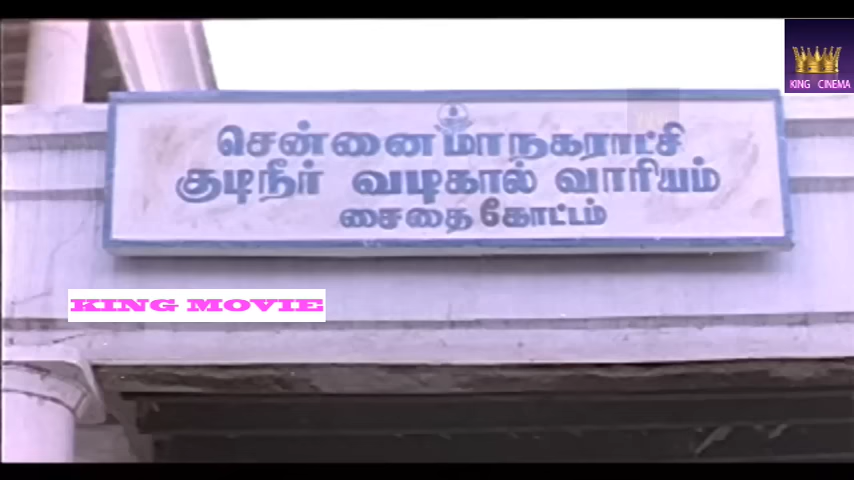 KING CINEMA
சென்னை மாநகராட்சி
குடிநீர் வடிகால் வாரியம்
சைதை கோட்டம்
KING MOVIE